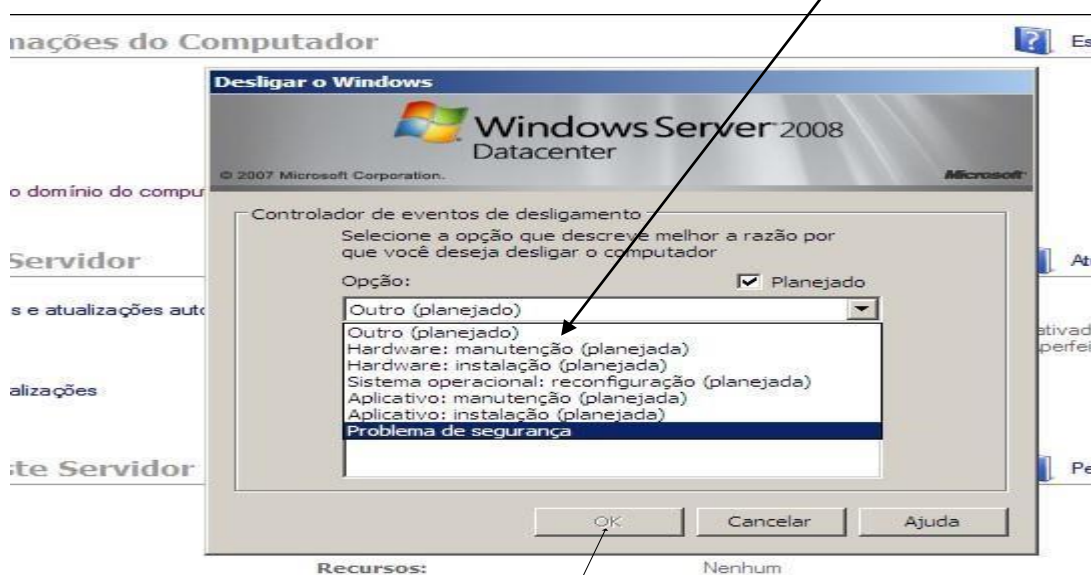 mações do Computador
Es
Desligar o Windows
Windows Server 2008
Datacenter
© 2007 Microsoft Corporation.
Microsoft
o domínio do compu
Controlador de eventos de desligamento
Selecione a opção que descreve melhor a razão por
que você deseja desligar o computador
Servidor
At
Opção:
Planejado
s e atualizações auto
Outro (planejado)
Outro (planejado)
Hardware: manutenção (planejada)
Hardware: instalação (planejada)
Sistema operacional: reconfiguração (planejada)
Aplicativo: manutenção (planejada)
Aplicativo: instalação (planejada)
Problema de segurança
ativad
perfei
alizações
ste Servidor
Pe
OK
Cancelar
Ajuda
Recursos:
Nenhum